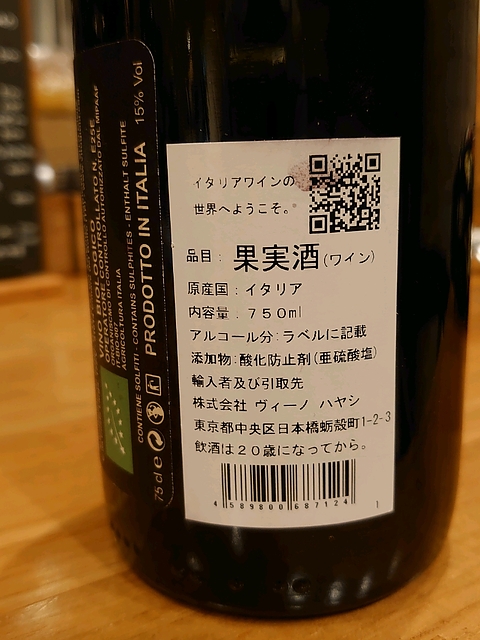 イタリアワインの
世界へようこそ。
品目：果実酒(ワイン)
原産国：イタリア
内容量：750ml
アルコール分：ラベルに記載
添加物：酸化防止剤(亜硫酸塩)
輸入者及び引取先
株式会社 ヴィーノ ハヤシ
東京都中央区日本橋蛎殻町1-2-3
飲酒は20歳になってから。
4 589800 687124
1
VINO BIOLOGICO
AGRICOLTURA ITALIA
CONTIENE SOLFITI - CONTAINS SULPHITES - ENTHALT SULFITE
PRODOTTO IN ITALIA 15% Vol
75 cl e